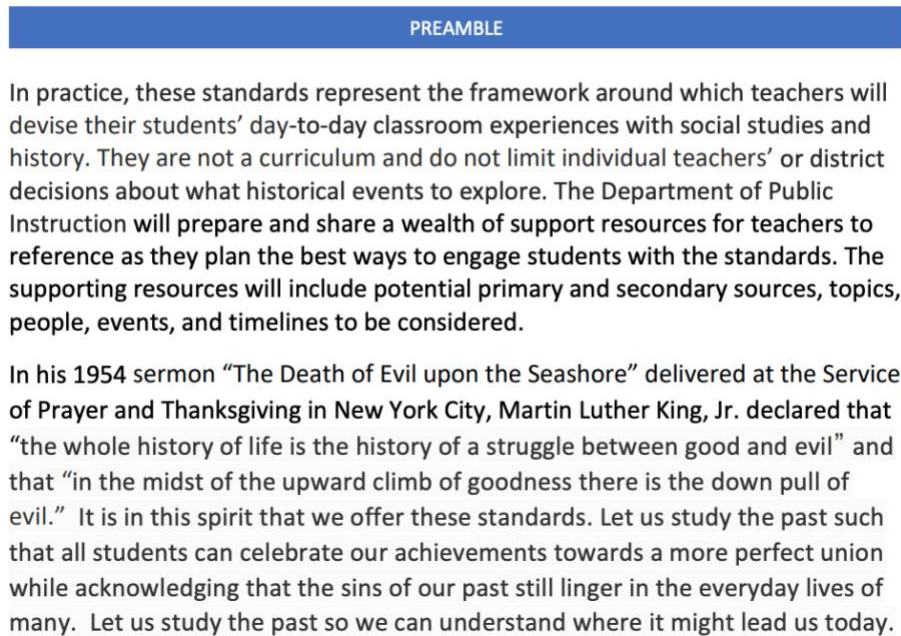 PREAMBLE
In practice, these standards represent the framework around which teachers will
devise their students’ day-to-day classroom experiences with social studies and
history. They are not a curriculum and do not limit individual teachers’ or district
decisions about what historical events to explore. The Department of Public
Instruction will prepare and share a wealth of support resources for teachers to
reference as they plan the best ways to engage students with the standards. The
supporting resources will include potential primary and secondary sources, topics,
people, events, and timelines to be considered.
In his 1954 sermon “The Death of Evil upon the Seashore” delivered at the Service
of Prayer and Thanksgiving in New York City, Martin Luther King, Jr. declared that
“the whole history of life is the history of a struggle between good and evil” and
that “in the midst of the upward climb of goodness there is the down pull of
evil.”  It is in this spirit that we offer these standards. Let us study the past such
that all students can celebrate our achievements towards a more perfect union
while acknowledging that the sins of our past still linger in the everyday lives of
many.  Let us study the past so we can understand where it might lead us today.